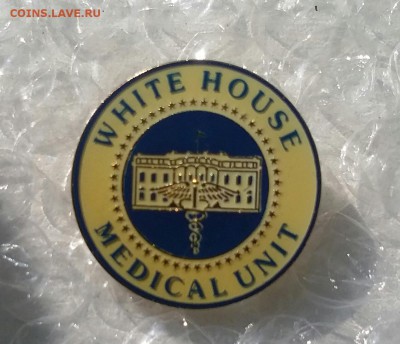 COINS.LAVE.RU
WHITE HOUSE
MEDICAL UNIT